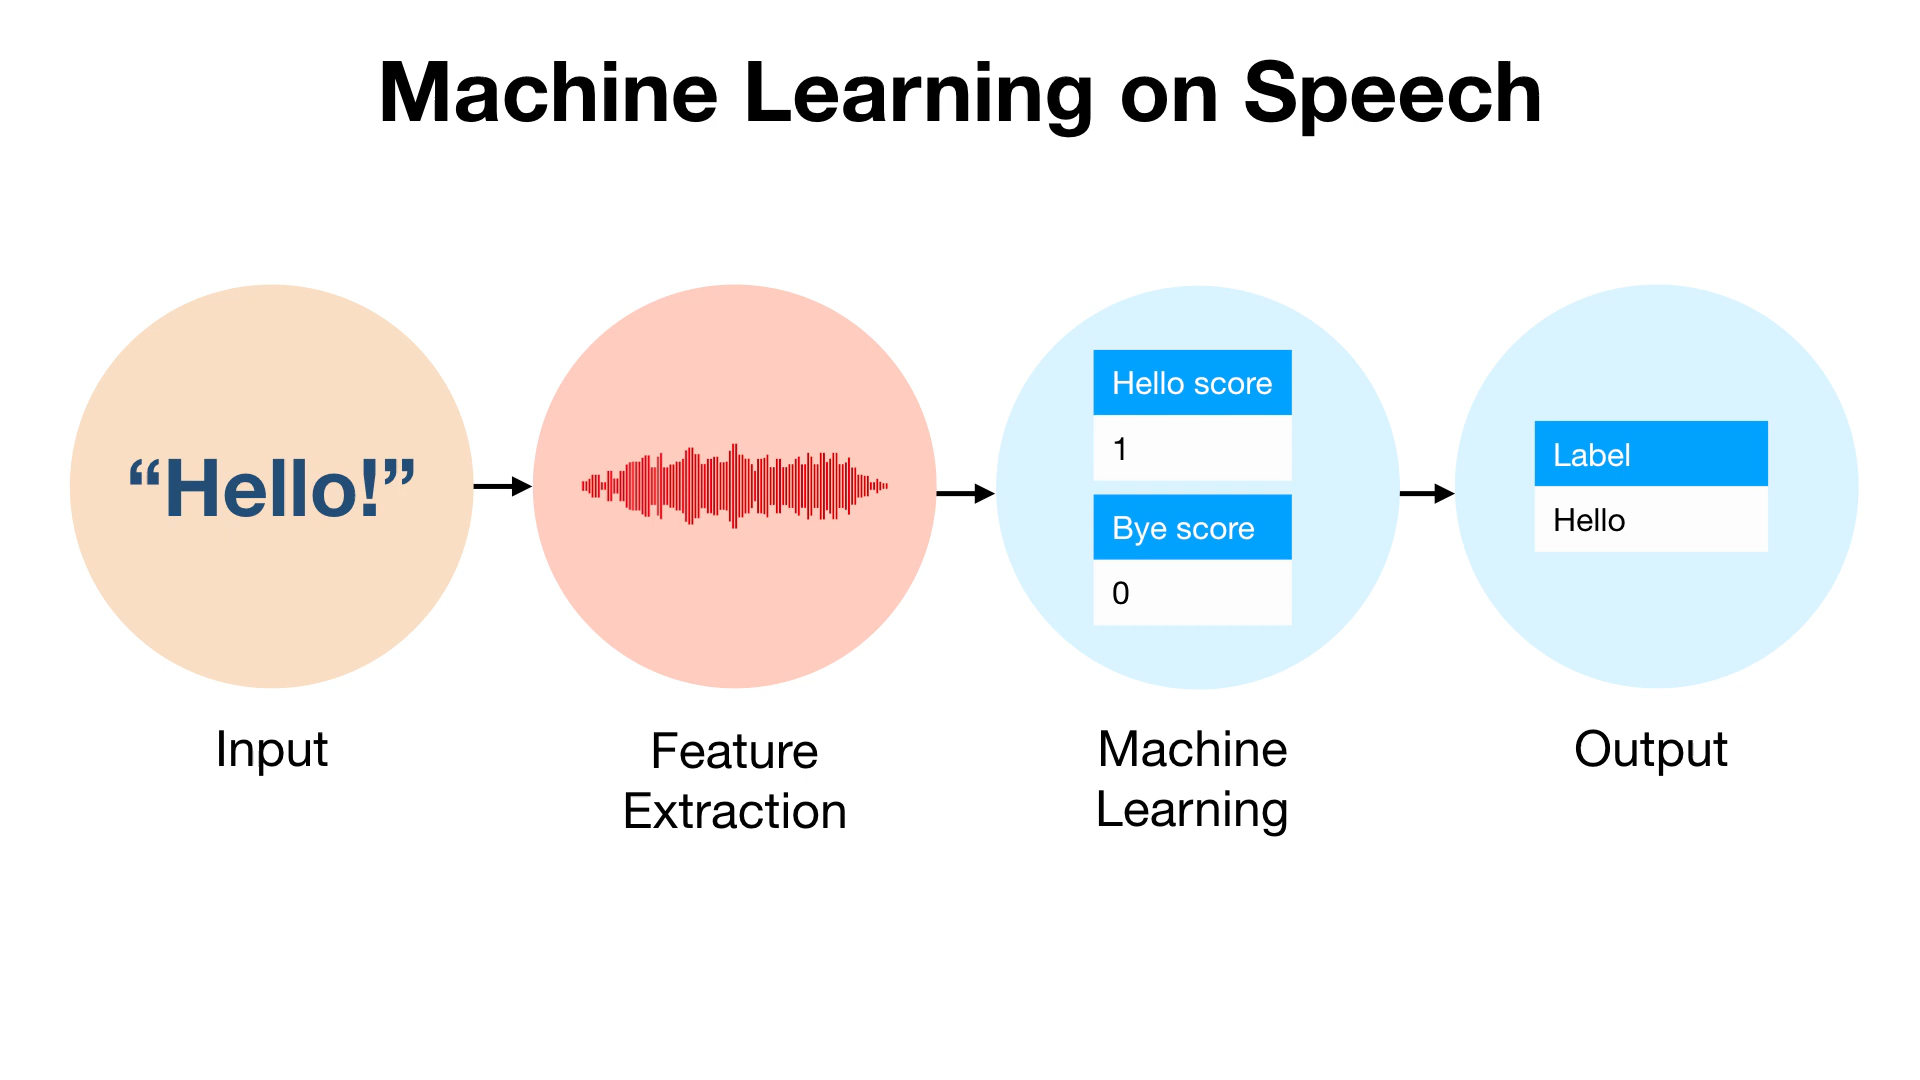 Machine Learning on Speech
“Hello!”
Hello score
1
Bye score
0
Label
Hello
Input
Feature
Extraction
Machine
Learning
Output